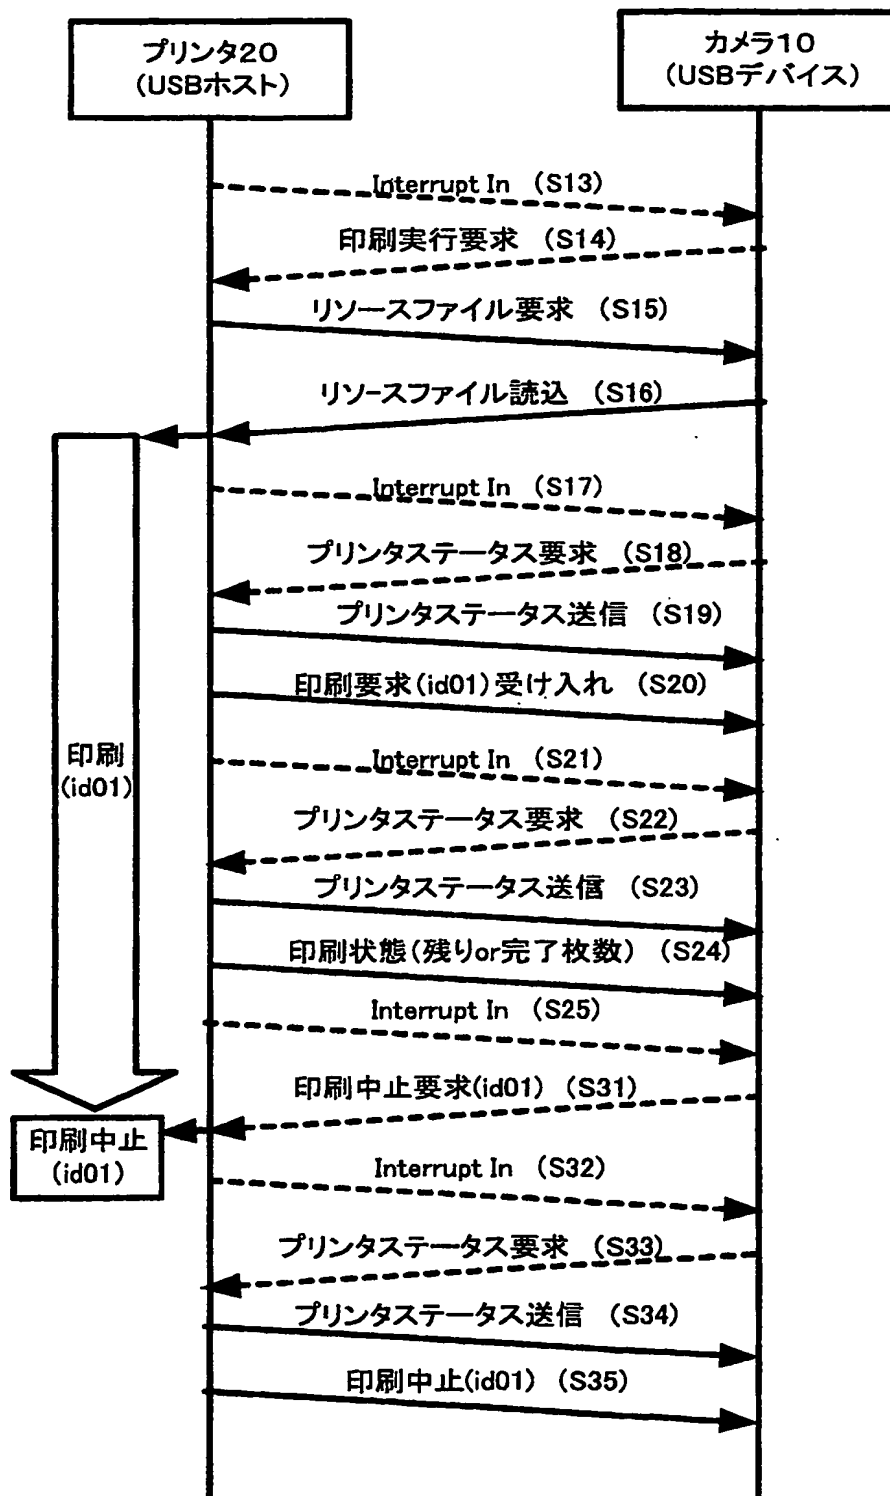 プリンタ20
(USBホスト)
カメラ10
(USBデバイス)
Interrupt In (S13)
印刷実行要求 (S14)
リソースファイル要求 (S15)
リソースファイル読込 (S16)
Interrupt In (S17)
プリンタステータス要求 (S18)
プリンタステータス送信 (S19)
印刷要求(id01)受け入れ (S20)
印刷
(id01)
Interrupt In (S21)
プリンタステータス要求 (S22)
プリンタステータス送信 (S23)
印刷状態(残りor完了枚数) (S24)
Interrupt In (S25)
印刷中止要求(id01) (S31)
印刷中止
(id01)
Interrupt In (S32)
プリンタステータス要求 (S33)
プリンタステータス送信 (S34)
印刷中止(id01) (S35)